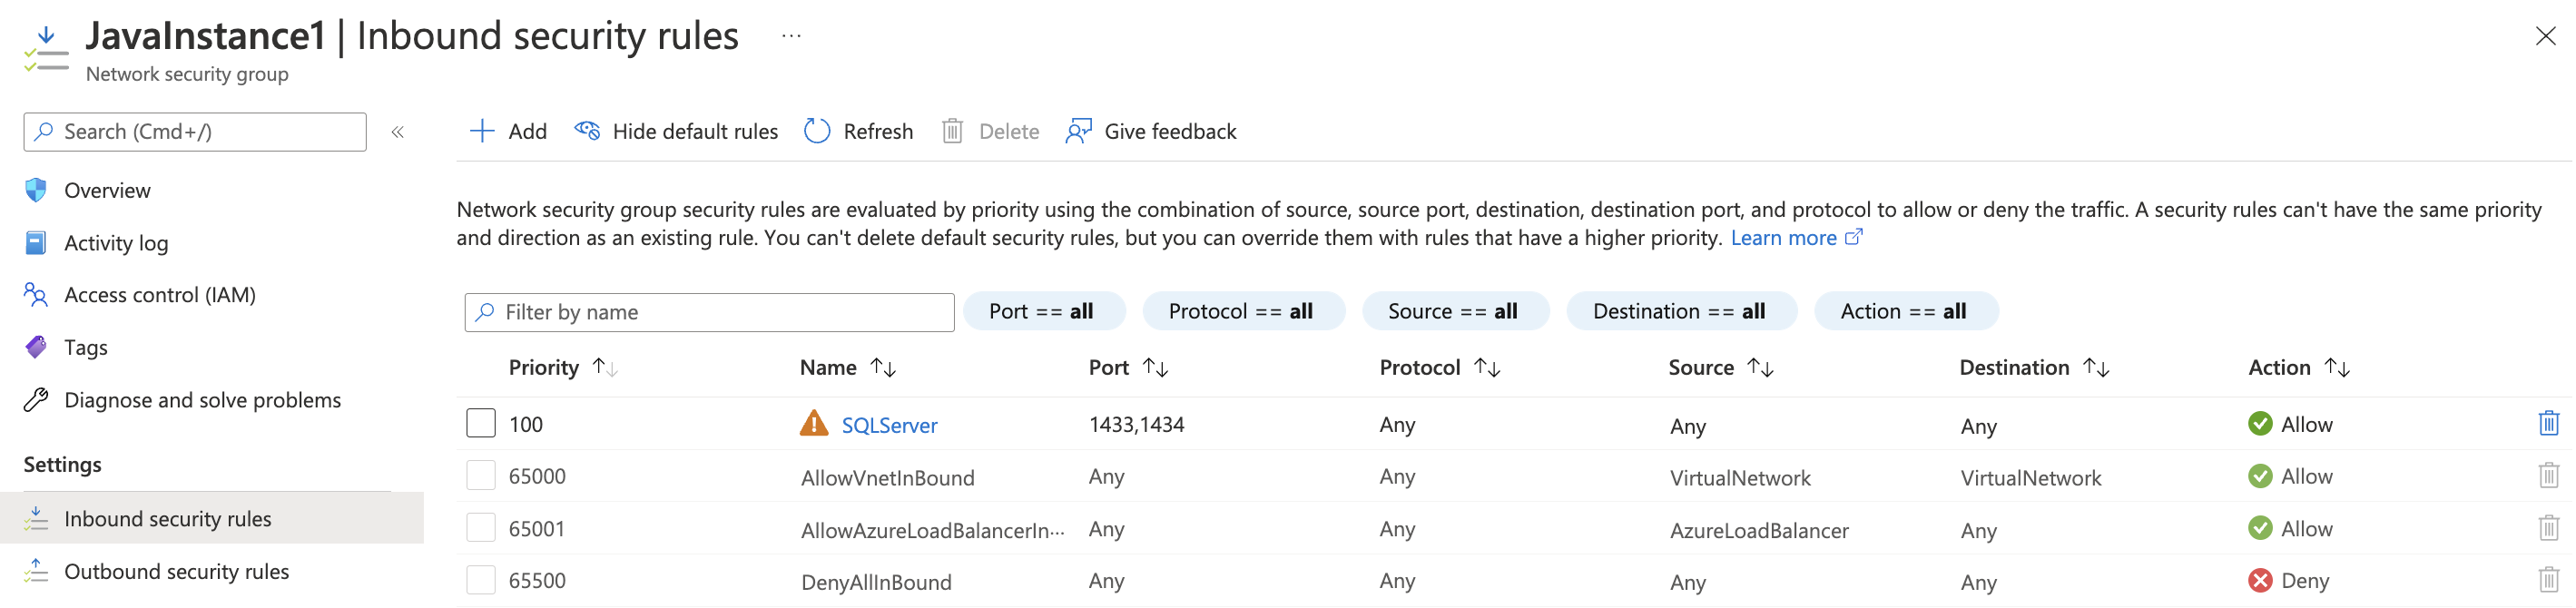 JavaInstance1 | Inbound security rules ...
Network security group
Search (Cmd+/) «
Overview
Activity log
Access control (IAM)
Tags
Diagnose and solve problems
Settings
Inbound security rules
Outbound security rules
Add Hide default rules Refresh Delete Give feedback
Network security group security rules are evaluated by priority using the combination of source, source port, destination, destination port, and protocol to allow or deny the traffic. A security rules can't have the same priority
and direction as an existing rule. You can't delete default security rules, but you can override them with rules that have a higher priority. Learn more
Filter by name Port == all Protocol == all Source == all Destination == all Action == all
Priority Name Port Protocol Source Destination Action
100 SQLServer 1433,1434 Any Any Any Allow
65000 AllowVnetInBound Any Any VirtualNetwork VirtualNetwork Allow
65001 AllowAzureLoadBalancerIn... Any Any AzureLoadBalancer Any Allow
65500 DenyAllInBound Any Any Any Any Deny